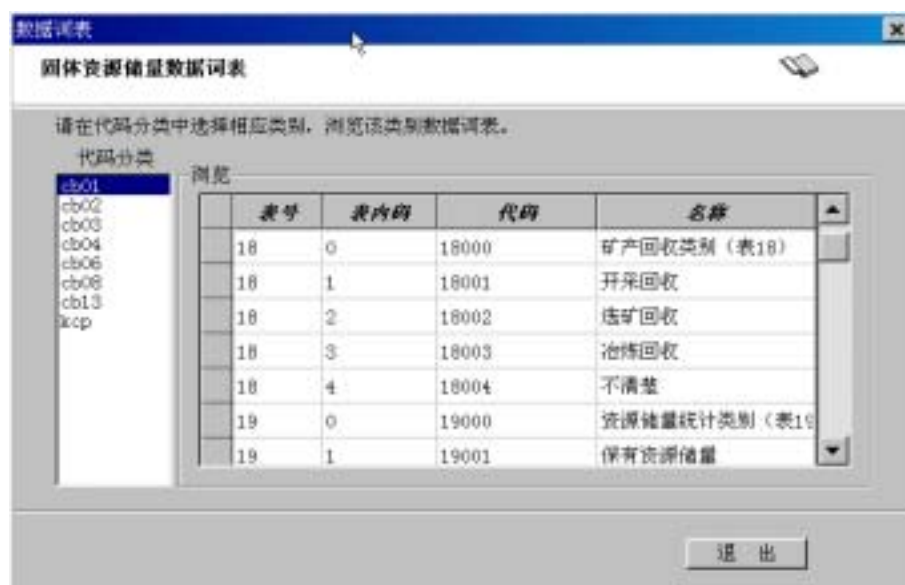 数据词表
固体资源储量数据词表
请在代码分类中选择相应类别，浏览该类别数据词表。
代码分类
浏览
cb01
cb02
cb03
cb04
cb06
cb08
cb13
kcp
表号 表内码 代码 名称
18 0 18000 矿产回收类别（表18）
18 1 18001 开采回收
18 2 18002 选矿回收
18 3 18003 冶炼回收
18 4 18004 不清楚
19 0 19000 资源储量统计类别（表19
19 1 19001 保有资源储量
退 出